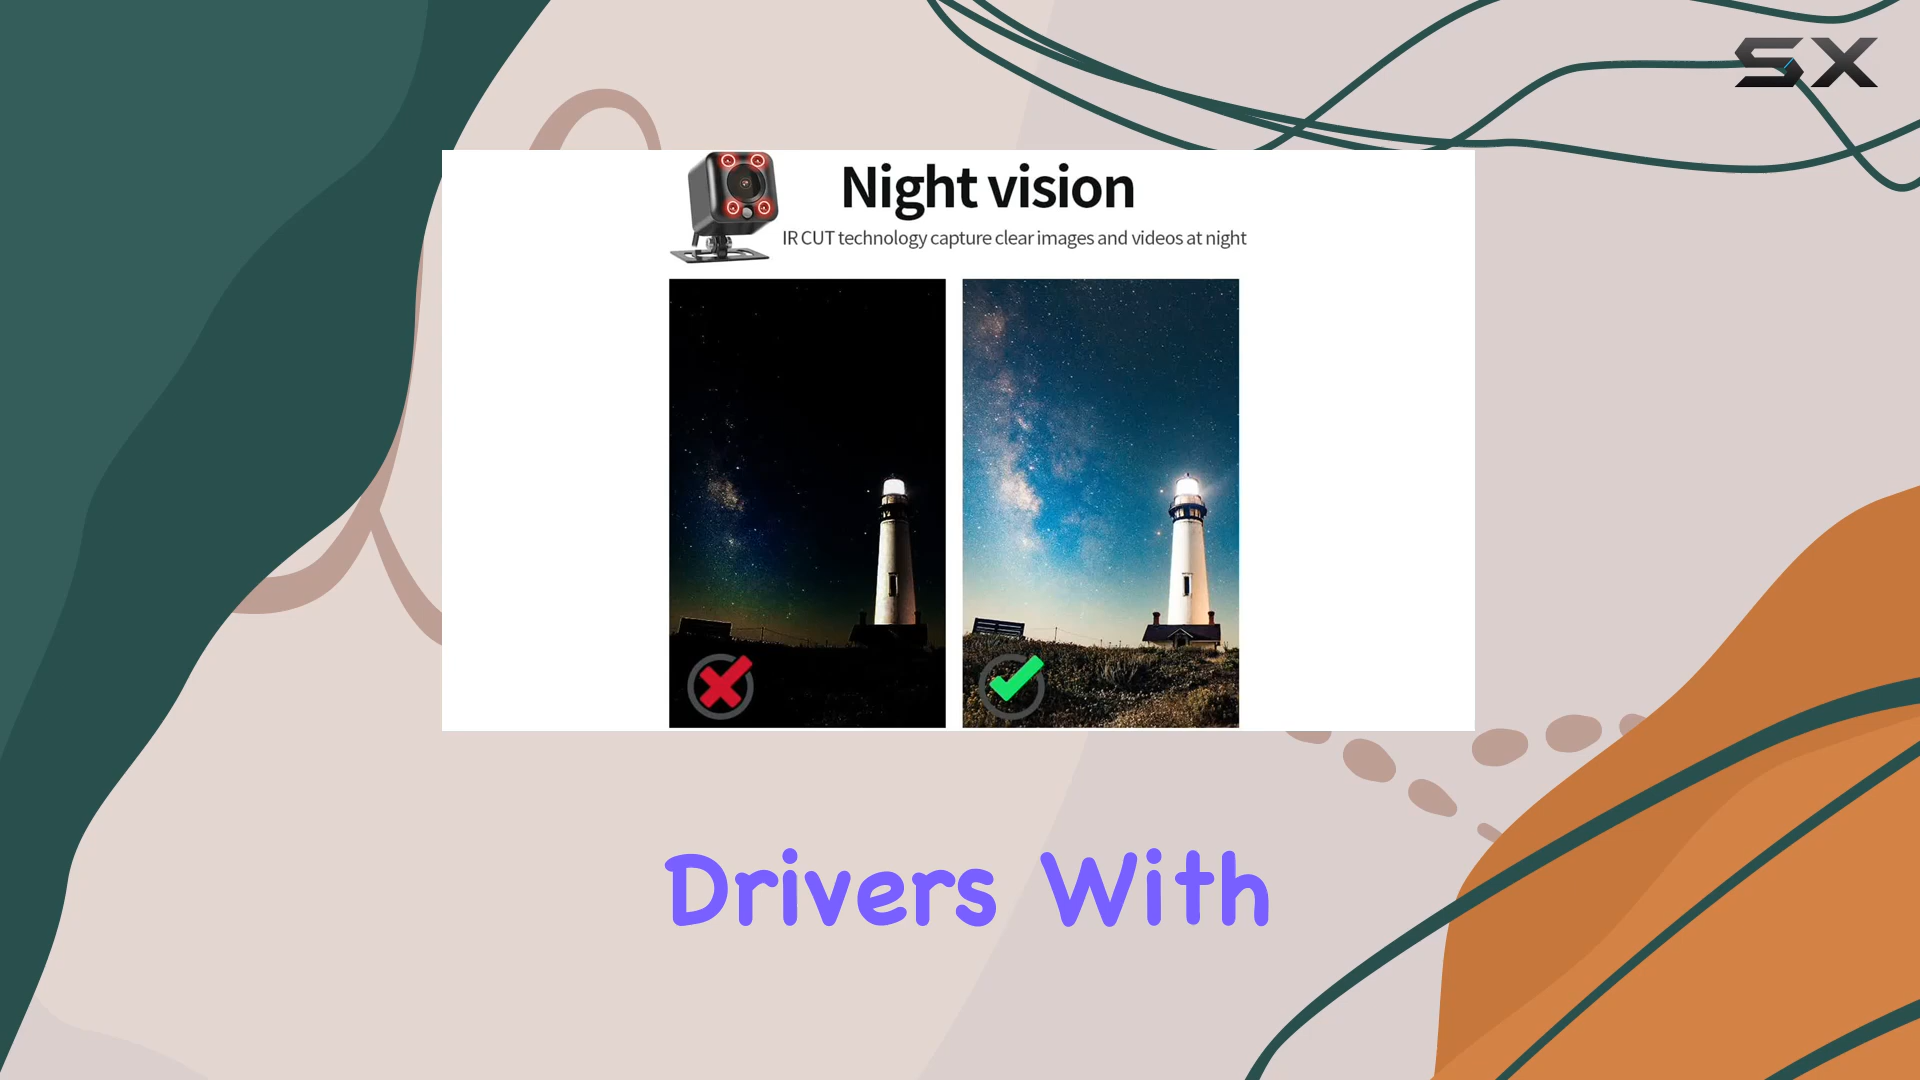 SX
Night vision
IR CUT technology capture clear images and videos at night
Drivers With